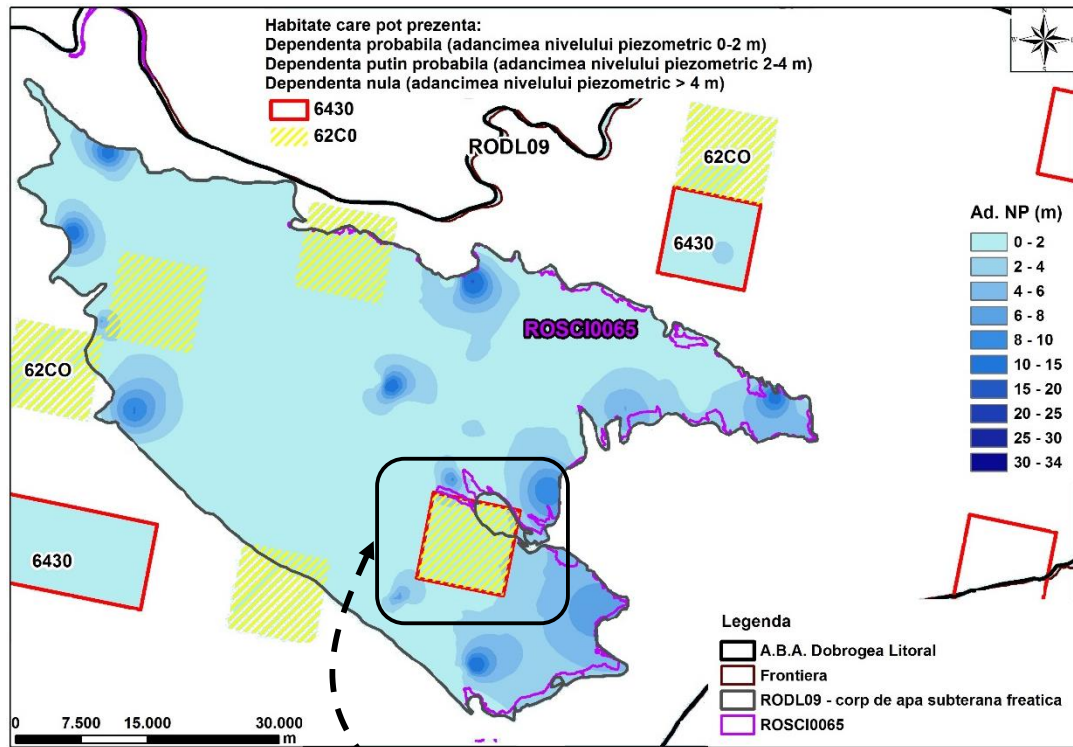 Habitate care pot prezenta:
Dependenta probabila (adancimea nivelului piezometric 0-2 m)
Dependenta putin probabila (adancimea nivelului piezometric 2-4 m)
Dependenta nula (adancimea nivelului piezometric > 4 m)
6430
62C0
N
W
S
RODL09
62CO
6430
Ad. NP (m)
0 - 2
2 - 4
4 - 6
6 - 8
8 - 10
10 - 15
15 - 20
20 - 25
25 - 30
30 - 34
ROSCI0065
62CO
6430
Legenda
A.B.A. Dobrogea Litoral
Frontiera
RODL09 - corp de apa subterana freatica
ROSCI0065
0 7.500 15.000 30.000
m